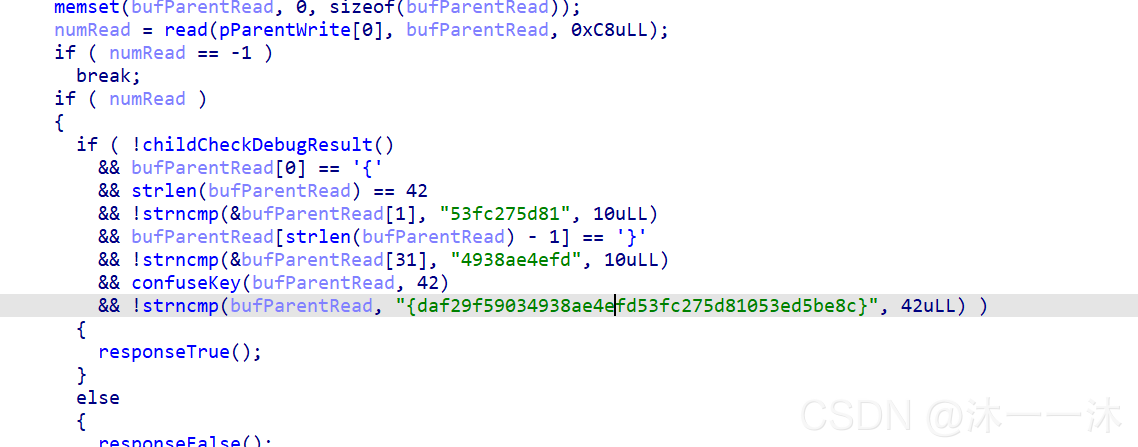 memset(bufParentRead, 0, sizeof(bufParentRead));
numRead = read(pParentWrite[0], bufParentRead, 0xC8uLL);
if ( numRead == -1 )
break;
if ( numRead )
{
if ( !childCheckDebugResult()
&& bufParentRead[0] == '{'
&& strlen(bufParentRead) == 42
&& !strncmp(&bufParentRead[1], "53fc275d81", 10uLL)
&& bufParentRead[strlen(bufParentRead) - 1] == '}'
&& !strncmp(&bufParentRead[31], "4938ae4efd", 10uLL)
&& confuseKey(bufParentRead, 42)
&& !strncmp(bufParentRead, "{daf29f59034938ae4efd53fc275d81053ed5be8c}", 42uLL) )
{
responseTrue();
}
else
{
responseFalse();
CSDN @沐一一沐